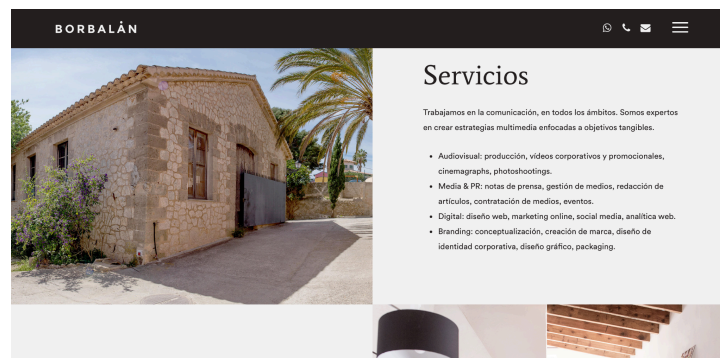 BORBALÁN
Servicios
Trabajamos en la comunicación, en todos los ámbitos. Somos expertos
en crear estrategias multimedia enfocadas a objetivos tangibles.
• Audiovisual: producción, vídeos corporativos y promocionales,
cinemagraphs, photoshootings.
• Media & PR: notas de prensa, gestión de medios, redacción de
artículos, contratación de medios, eventos.
• Digital: diseño web, marketing online, social media, analítica web.
• Branding: conceptualización, creación de marca, diseño de
identidad corporativa, diseño gráfico, packaging.